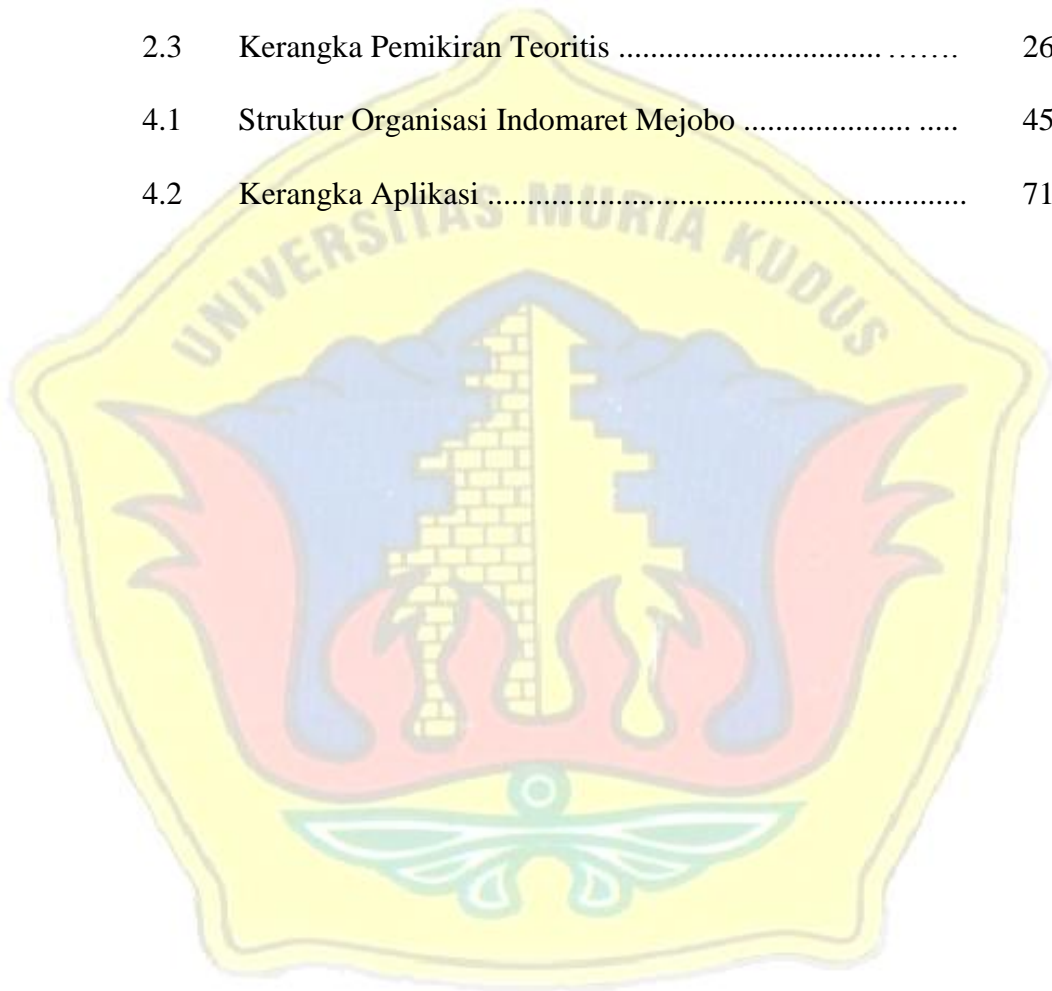 2.3 Kerangka Pemikiran Teoritis ................................ ....... 26
4.1 Struktur Organisasi Indomaret Mejobo .................... ..... 45
4.2 Kerangka Aplikasi ......................................................... 71
UNIVERSITAS MURIA KUDUS